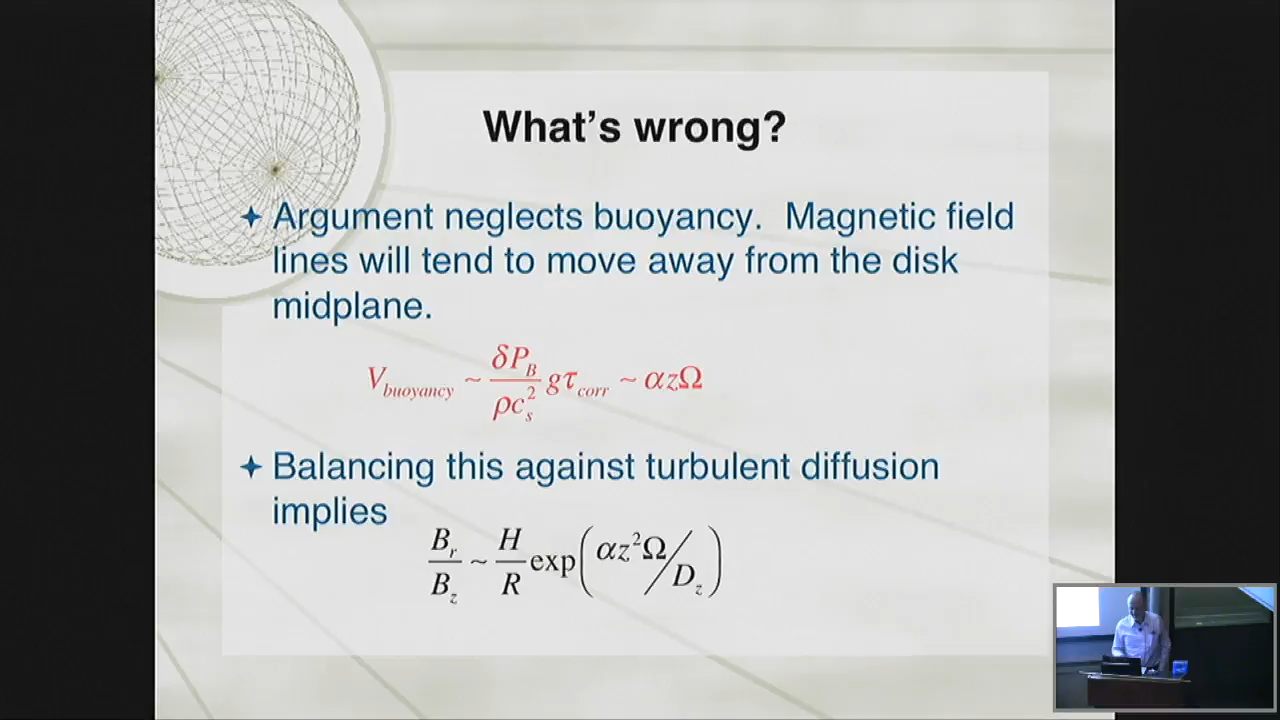 What's wrong?
Argument neglects buoyancy. Magnetic field
lines will tend to move away from the disk
midplane.
V_buoyancy ~ δP_B / ρc_s^2 gτ_corr ~ αzΩ
Balancing this against turbulent diffusion
implies
B_r / B_z ~ H / R exp(αz^2Ω / D_z)